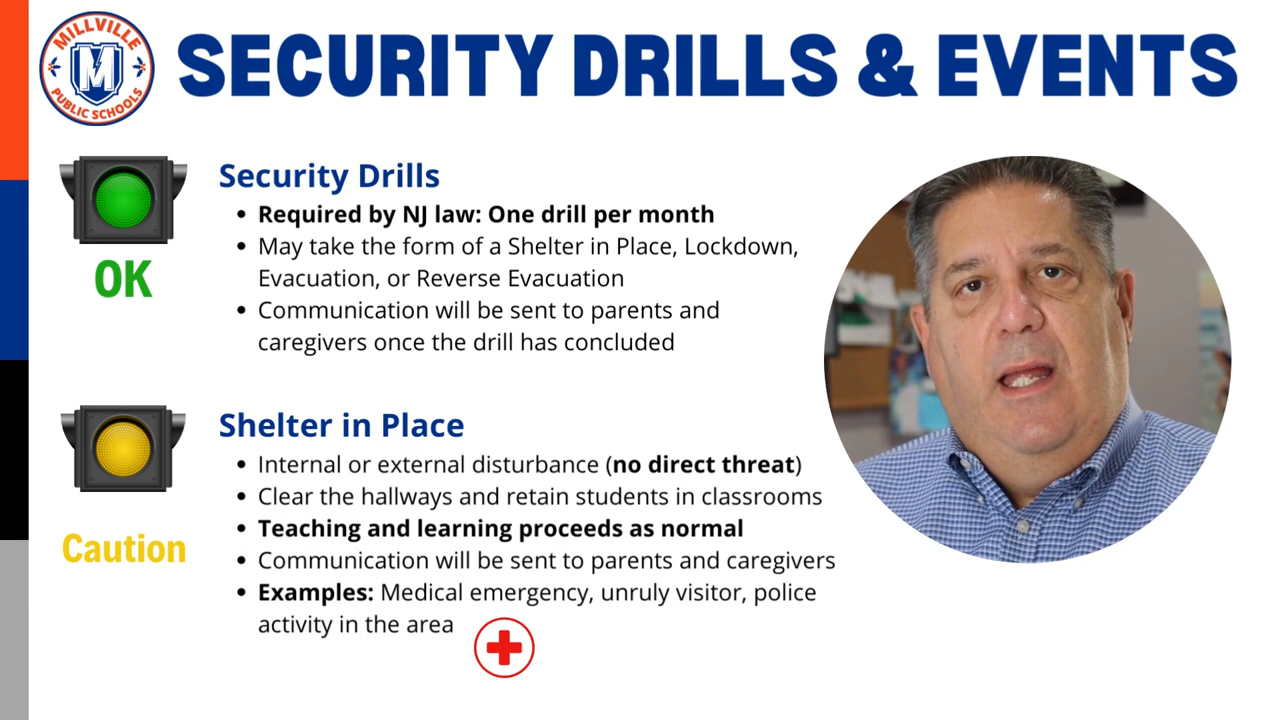 MILLVILLE
M
PUBLIC SCHOOLS
SECURITY DRILLS & EVENTS
OK
Security Drills
• Required by NJ law: One drill per month
• May take the form of a Shelter in Place, Lockdown,
Evacuation, or Reverse Evacuation
• Communication will be sent to parents and
caregivers once the drill has concluded
Caution
Shelter in Place
• Internal or external disturbance (no direct threat)
• Clear the hallways and retain students in classrooms
• Teaching and learning proceeds as normal
• Communication will be sent to parents and caregivers
• Examples: Medical emergency, unruly visitor, police
activity in the area